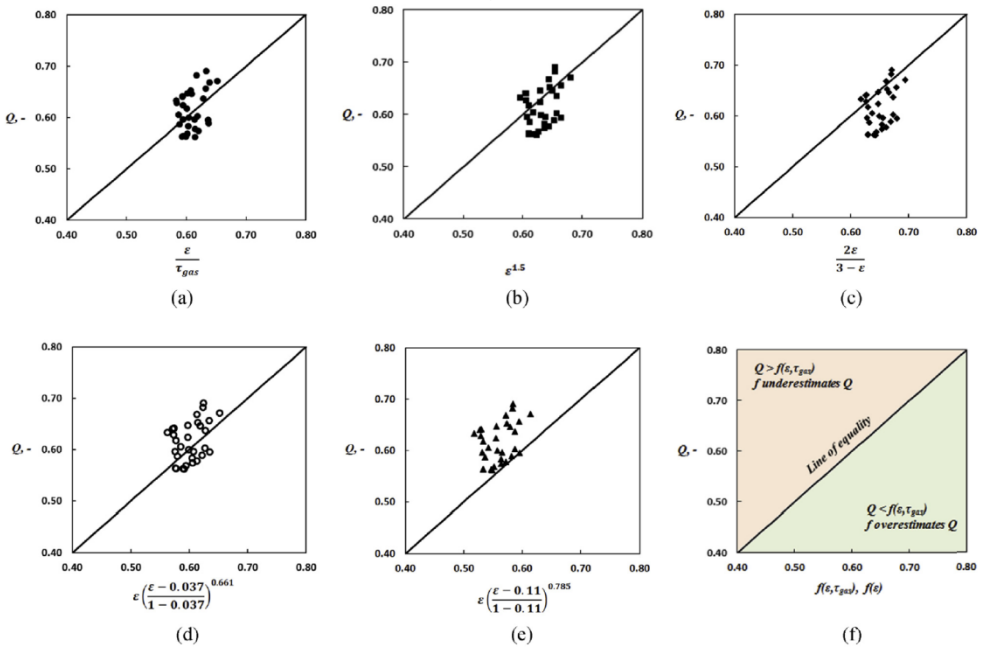 0.80
0.70
Q, -
0.60
0.50
0.40
0.40 0.50 0.60 0.70 0.80
ε
τgas
(a)
0.80
0.70
Q, -
0.60
0.50
0.40
0.40 0.50 0.60 0.70 0.80
ε^1.5
(b)
0.80
0.70
Q, -
0.60
0.50
0.40
0.40 0.50 0.60 0.70 0.80
2ε
3 − ε
(c)
0.80
0.70
Q, -
0.60
0.50
0.40
0.40 0.50 0.60 0.70 0.80
ε((ε − 0.037)/(1 − 0.037))^0.661
(d)
0.80
0.70
Q, -
0.60
0.50
0.40
0.40 0.50 0.60 0.70 0.80
ε((ε − 0.11)/(1 − 0.11))^0.785
(e)
0.80
0.70
Q, -
0.60
0.50
0.40
Q > f(ε,τgas)
f underestimates Q
Line of equality
Q < f(ε,τgas)
f overestimates Q
0.40 0.50 0.60 0.70 0.80
f(ε,τgas), f(ε)
(f)